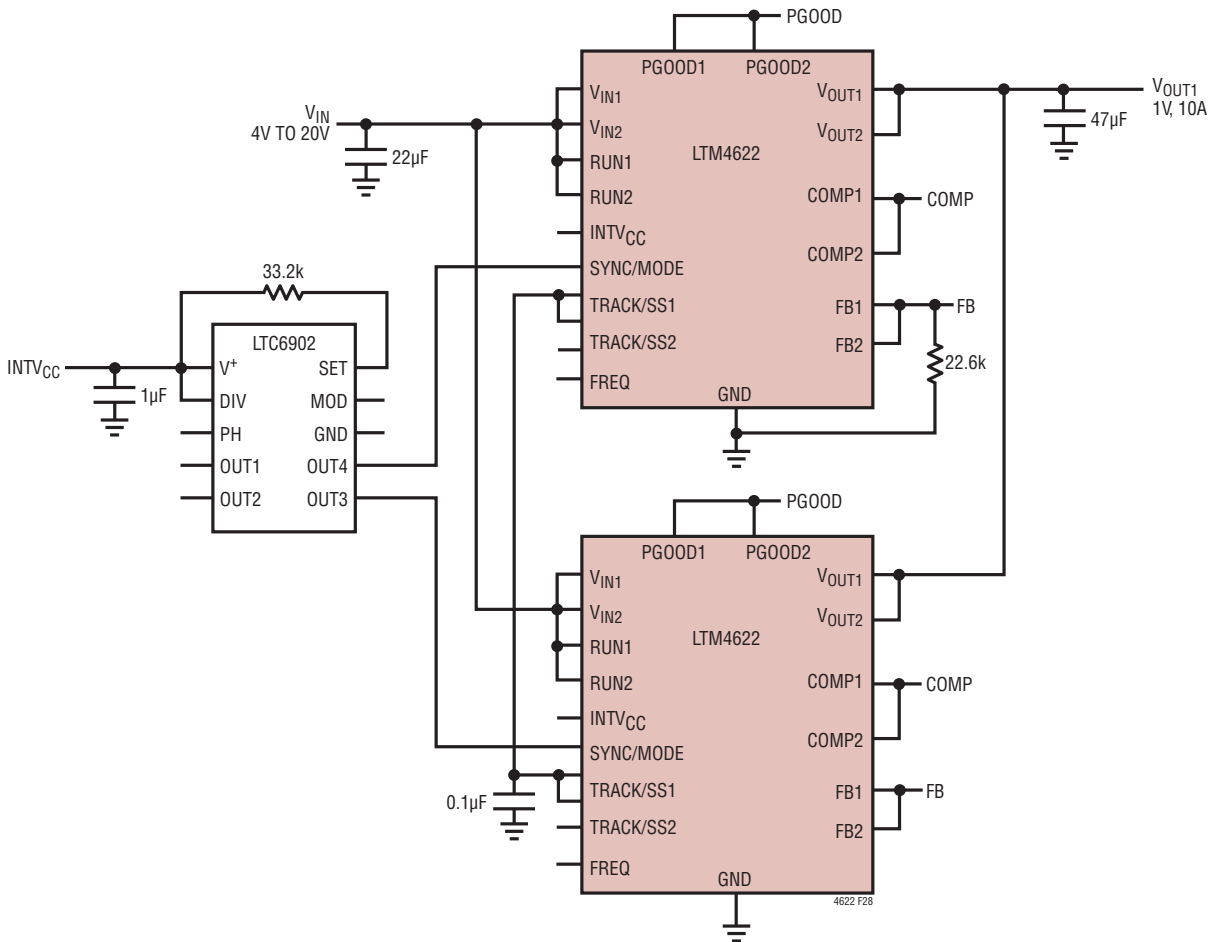 PGOOD
PGOOD1 PGOOD2
VIN
4V TO 20V
22µF
VIN1
VIN2
RUN1
RUN2
INTVCC
SYNC/MODE
TRACK/SS1
TRACK/SS2
FREQ
LTM4622
GND
VOUT1
VOUT2
COMP1
COMP2
FB1
FB2
COMP
FB
22.6k
47µF
VOUT1
1V, 10A
33.2k
LTC6902
INTVCC
1µF
V+
DIV
PH
OUT1
OUT2
SET
MOD
GND
OUT4
OUT3
PGOOD
PGOOD1 PGOOD2
VIN1
VIN2
RUN1
RUN2
INTVCC
SYNC/MODE
TRACK/SS1
TRACK/SS2
FREQ
0.1µF
LTM4622
GND
VOUT1
VOUT2
COMP1
COMP2
FB1
FB2
COMP
FB
4622 F28